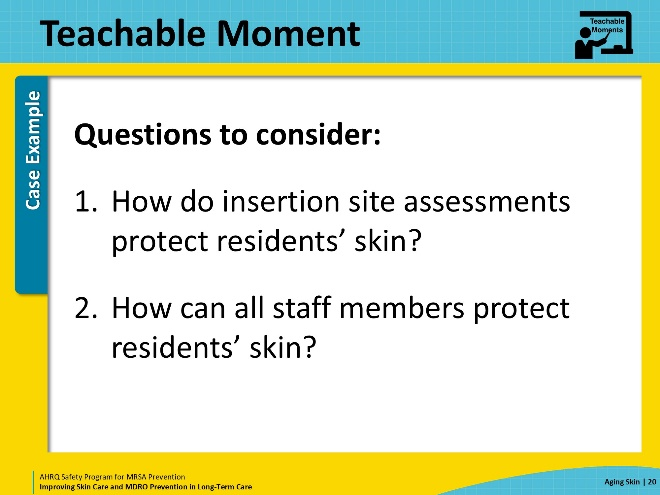 Teachable Moment
Teachable
Moments
Case Example
Questions to consider:
1. How do insertion site assessments
protect residents’ skin?
2. How can all staff members protect
residents’ skin?
AHRQ Safety Program for MRSA Prevention
Improving Skin Care and MDRO Prevention in Long-Term Care
Aging Skin | 20